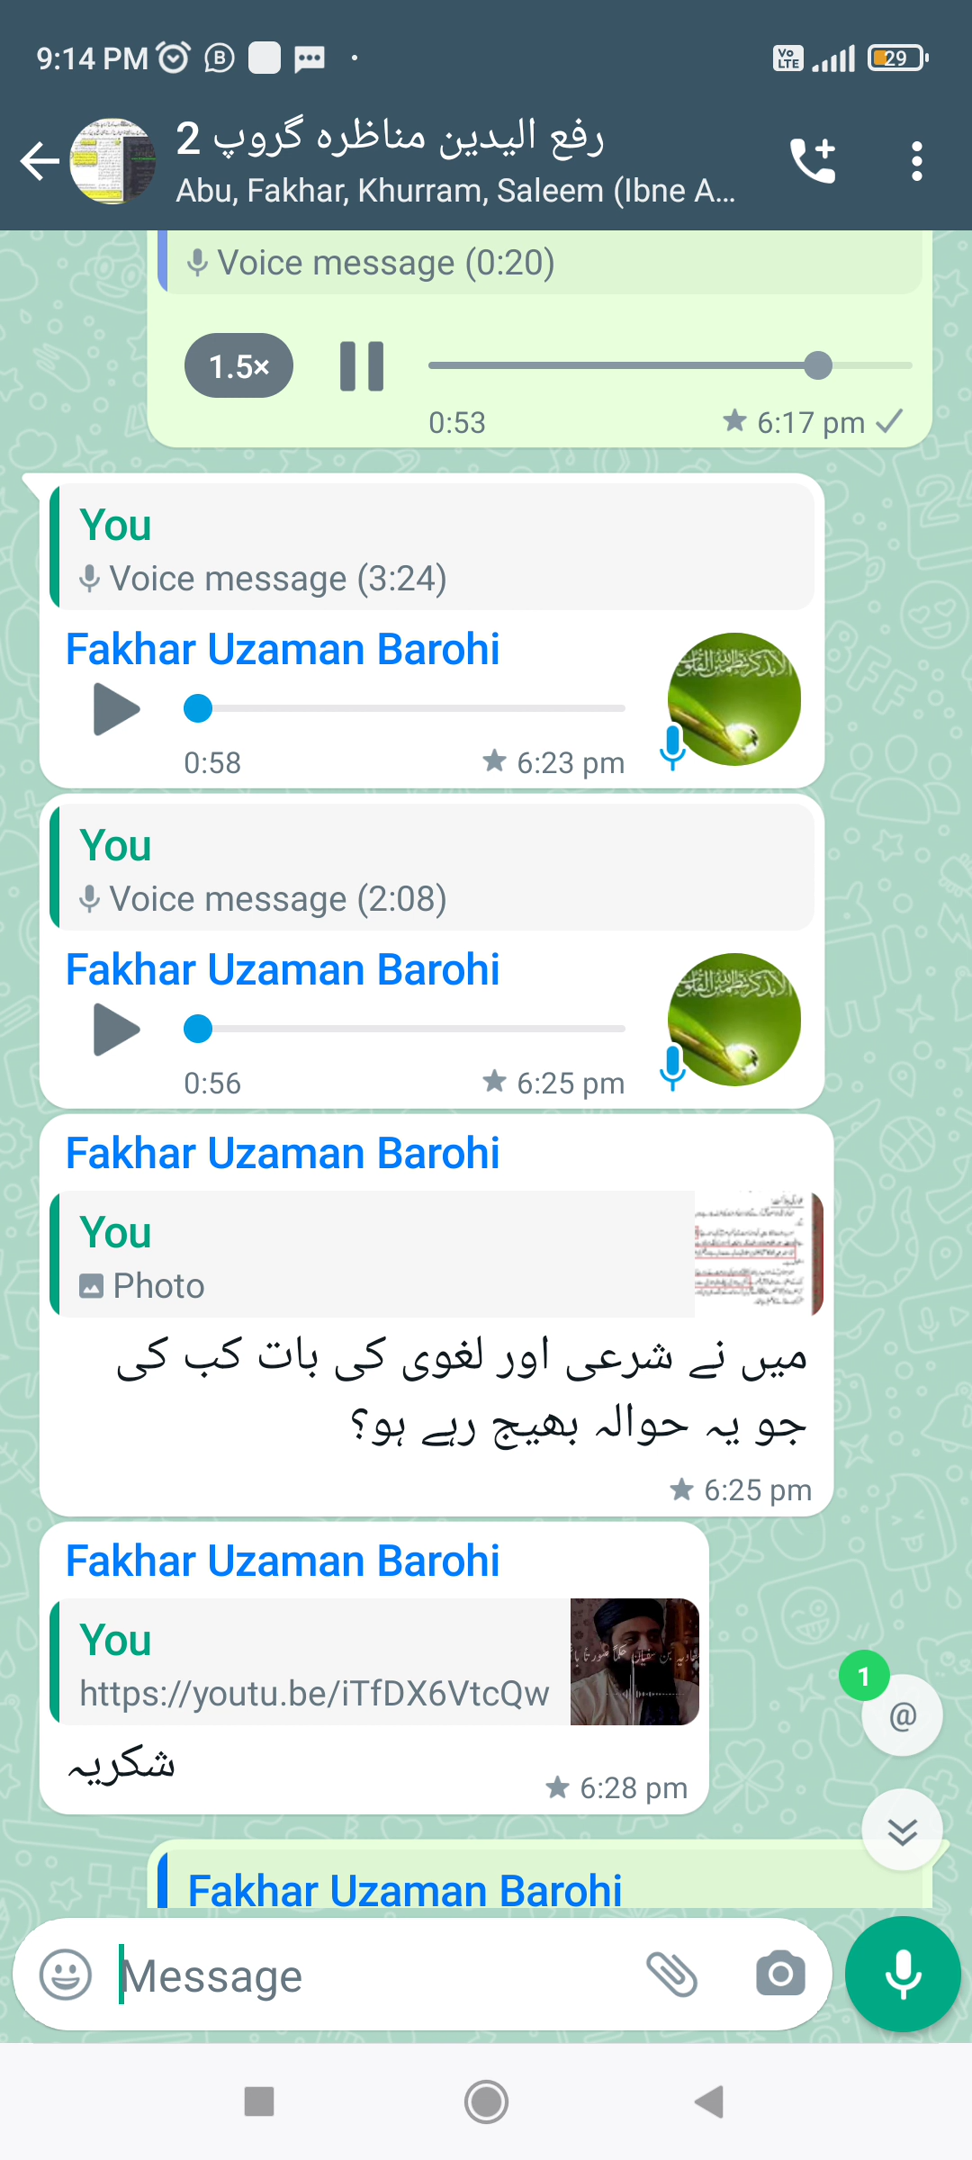 9:14 PM
Vo LTE
29
رفع الیدین مناظرہ گروپ 2
Abu, Fakhar, Khurram, Saleem (Ibne A...
Voice message (0:20)
1.5×
0:53
6:17 pm
You
Voice message (3:24)
Fakhar Uzaman Barohi
0:58
6:23 pm
You
Voice message (2:08)
Fakhar Uzaman Barohi
0:56
6:25 pm
Fakhar Uzaman Barohi
You
Photo
میں نے شرعی اور لغوی کی بات کب کی
جو یہ حوالہ بھیج رہے ہو؟
6:25 pm
Fakhar Uzaman Barohi
You
https://youtu.be/iTfDX6VtcQw
شکریہ
6:28 pm
1
@
Fakhar Uzaman Barohi
Message